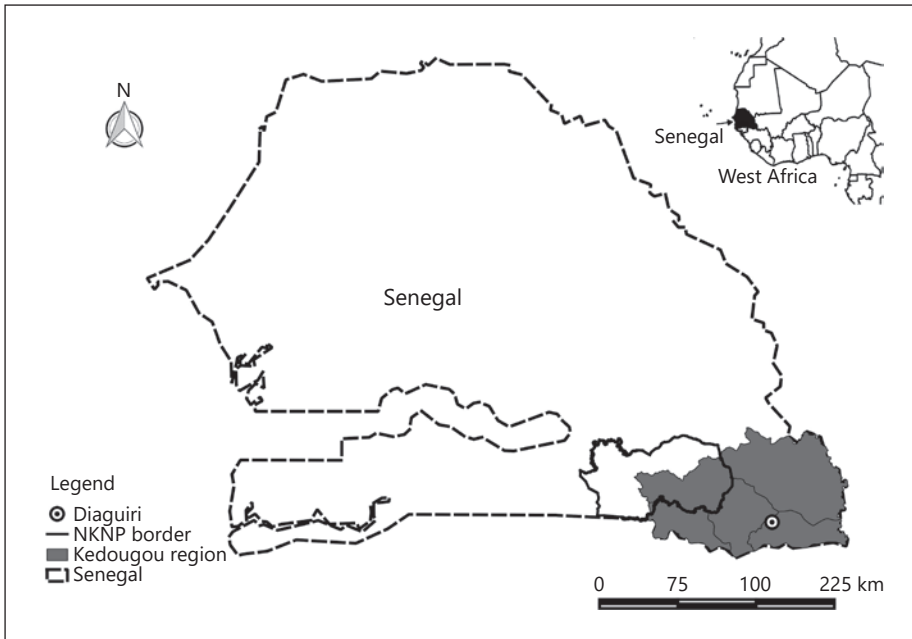 N
Senegal
West Africa
Senegal
Legend
Diaguiri
NKNP border
Kedougou region
Senegal
0 75 100 225 km